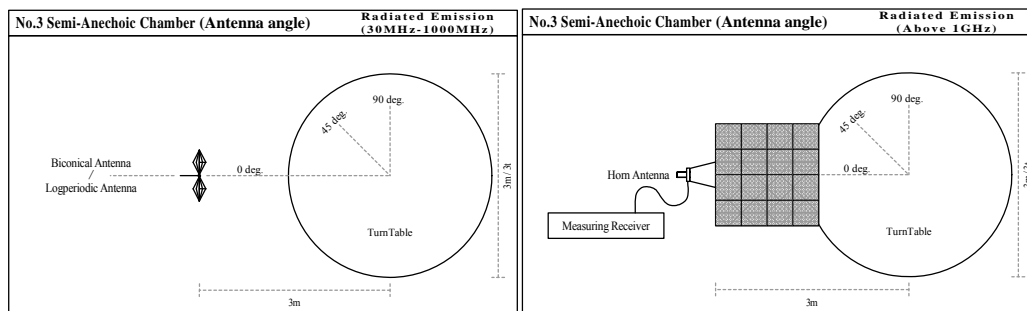 No.3 Semi-Anechoic Chamber (Antenna angle)
Radiated Emission
(30MHz-1000MHz)
90 deg.
45 deg.
0 deg.
Biconical Antenna
/
Logperiodic Antenna
TurnTable
3m / 3t
3m
No.3 Semi-Anechoic Chamber (Antenna angle)
Radiated Emission
(Above 1GHz)
90 deg.
45 deg.
0 deg.
Horn Antenna
Measuring Receiver
TurnTable
3m